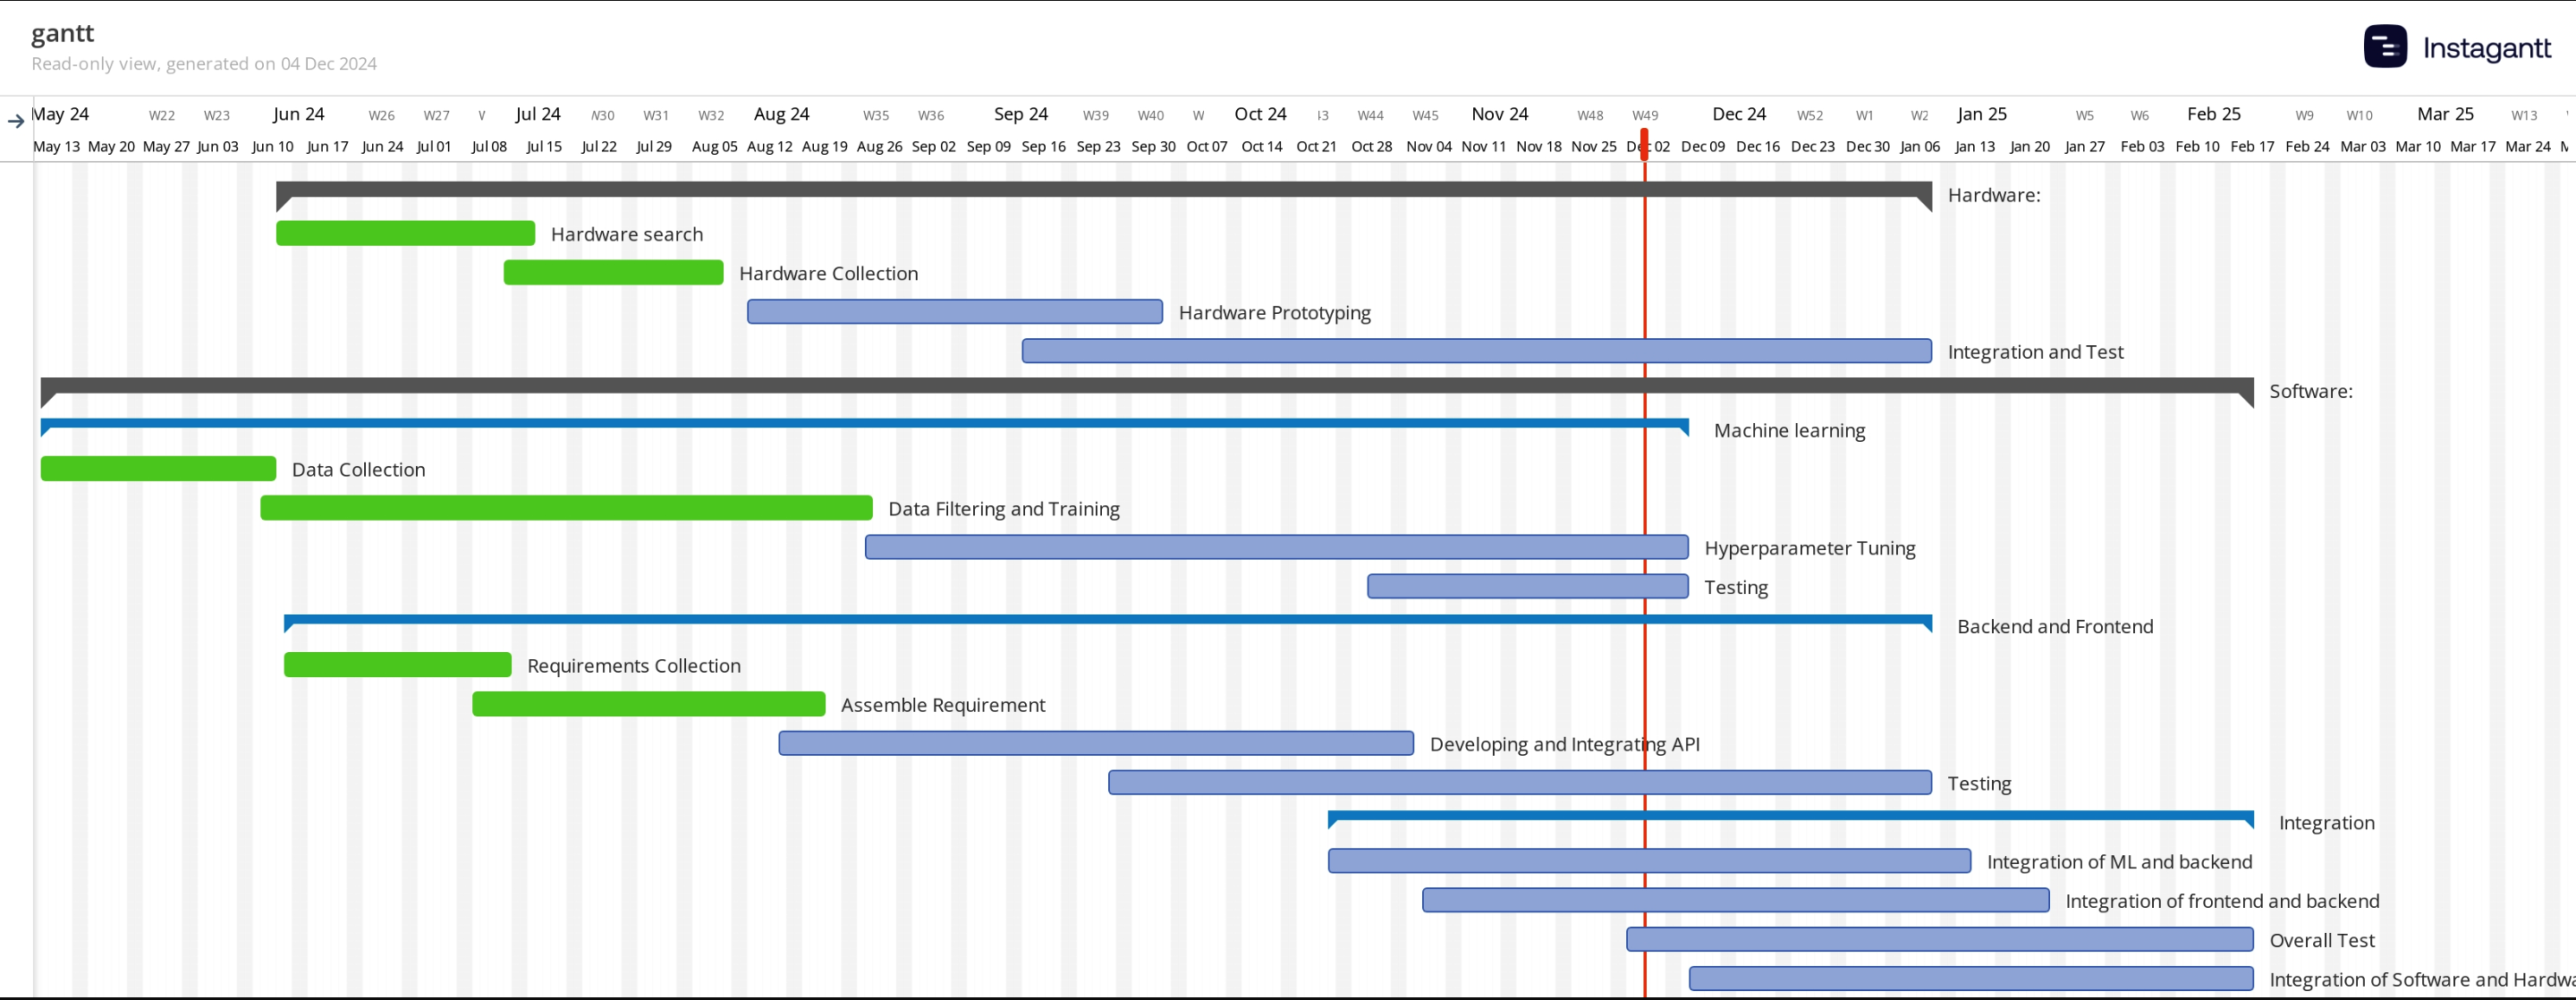 gantt
Read-only view, generated on 04 Dec 2024
Instagantt
May 24 W22 W23 Jun 24 W26 W27 Jul 24 W31 W32 Aug 24 W35 W36 Sep 24 W39 W40 Oct 24 W44 W45 Nov 24 W48 W49 Dec 24 W52 W1 Jan 25 W5 W6 Feb 25 W9 W10 Mar 25 W13
May 13 May 20 May 27 Jun 03 Jun 10 Jun 17 Jun 24 Jul 01 Jul 08 Jul 15 Jul 22 Jul 29 Aug 05 Aug 12 Aug 19 Aug 26 Sep 02 Sep 09 Sep 16 Sep 23 Sep 30 Oct 07 Oct 14 Oct 21 Oct 28 Nov 04 Nov 11 Nov 18 Nov 25 Dec 02 Dec 09 Dec 16 Dec 23 Dec 30 Jan 06 Jan 13 Jan 20 Jan 27 Feb 03 Feb 10 Feb 17 Feb 24 Mar 03 Mar 10 Mar 17 Mar 24
Hardware:
Hardware search
Hardware Collection
Hardware Prototyping
Integration and Test
Software:
Machine learning
Data Collection
Data Filtering and Training
Hyperparameter Tuning
Testing
Backend and Frontend
Requirements Collection
Assemble Requirement
Developing and Integrating API
Testing
Integration
Integration of ML and backend
Integration of frontend and backend
Overall Test
Integration of Software and